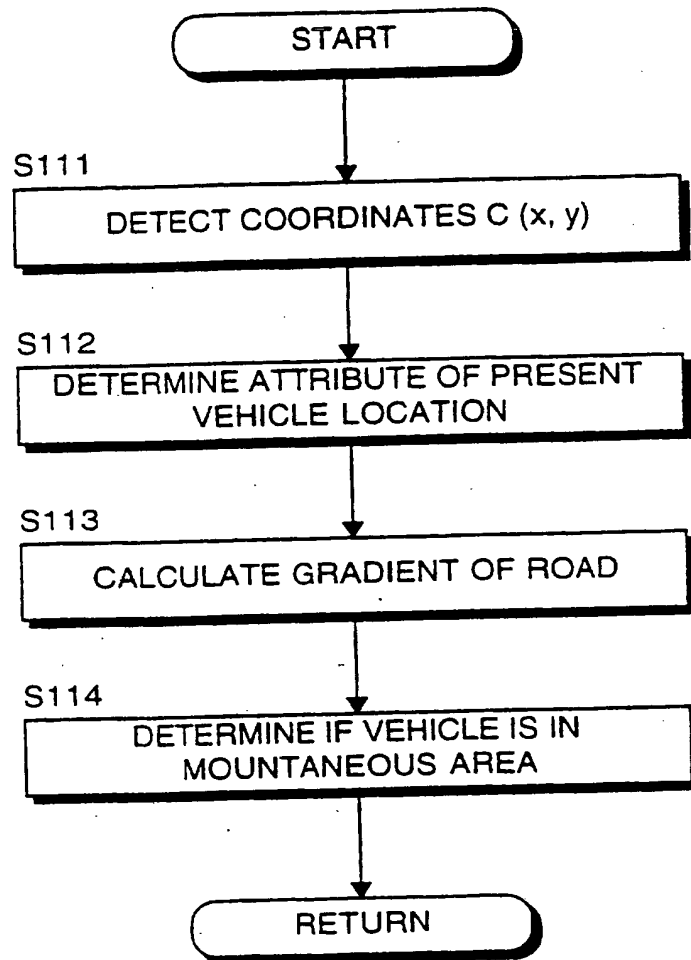 START
S111
DETECT COORDINATES C (x, y)
S112
DETERMINE ATTRIBUTE OF PRESENT
VEHICLE LOCATION
S113
CALCULATE GRADIENT OF ROAD
S114
DETERMINE IF VEHICLE IS IN
MOUNTANEOUS AREA
RETURN